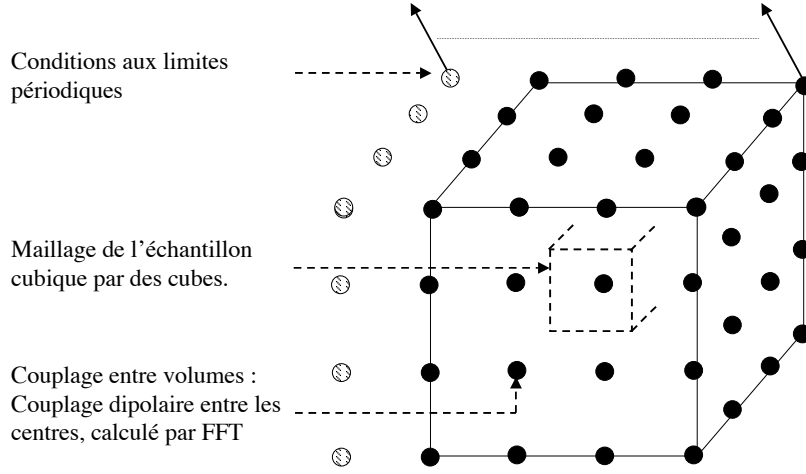 Conditions aux limites
périodiques
Maillage de l’échantillon
cubique par des cubes.
Couplage entre volumes :
Couplage dipolaire entre les
centres, calculé par FFT